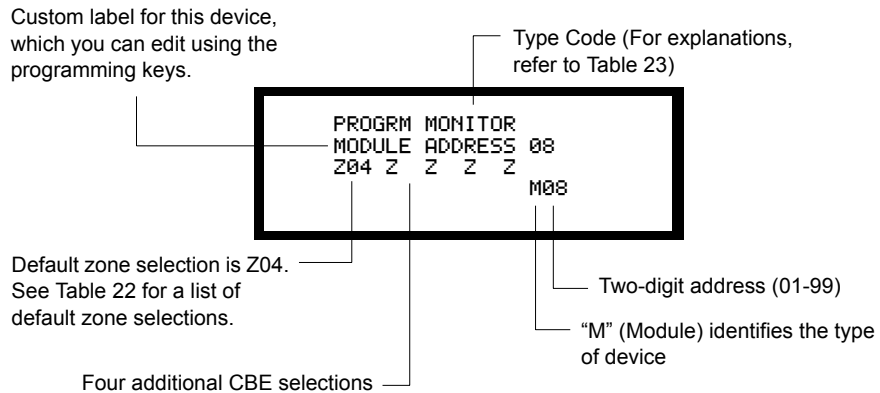 Custom label for this device,
which you can edit using the
programming keys.
Type Code (For explanations,
refer to Table 23)
PROGRM MONITOR
MODULE ADDRESS 08
Z04 Z Z Z Z
M08
Default zone selection is Z04.
See Table 22 for a list of
default zone selections.
Two-digit address (01-99)
“M” (Module) identifies the type
of device
Four additional CBE selections